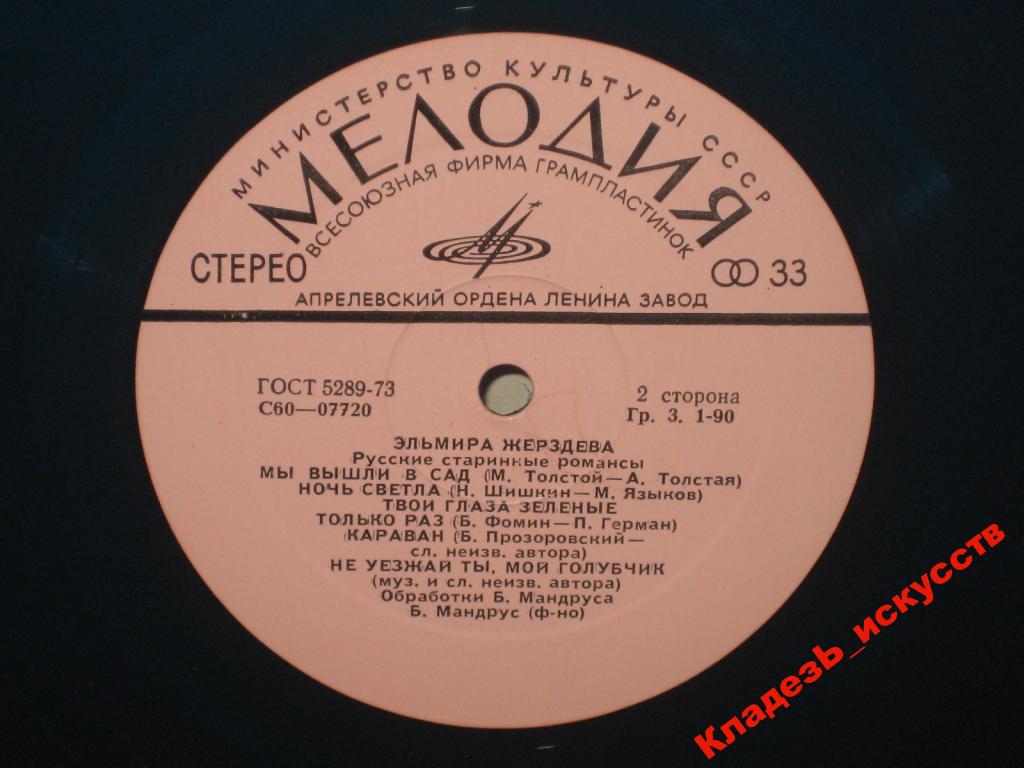 МИНИСТЕРСТВО КУЛЬТУРЫ СССР
МЕЛОДИЯ
ВСЕСОЮЗНАЯ ФИРМА ГРАМПЛАСТИНОК
СТЕРЕО
33
АПРЕЛЕВСКИЙ ОРДЕНА ЛЕНИНА ЗАВОД
ГОСТ 5289-73
2 сторона
С60—07720
Гр. 3. 1-90
ЭЛЬМИРА ЖЕРЗДЕВА
Русские старинные романсы
МЫ ВЫШЛИ В САД (М. Толстой—А. Толстая)
НОЧЬ СВЕТЛА (Н. Шишкин—М. Языков)
ТВОИ ГЛАЗА ЗЕЛЕНЫЕ
ТОЛЬКО РАЗ (Б. Фомин—П. Герман)
КАРАВАН (Б. Прозоровский—
сл. неизв. автора)
НЕ УЕЗЖАЙ ТЫ, МОЙ ГОЛУБЧИК
(муз. и сл. неизв. автора)
Обработки Б. Мандруса
Б. Мандрус (ф-но)
КладезЬ_искусств